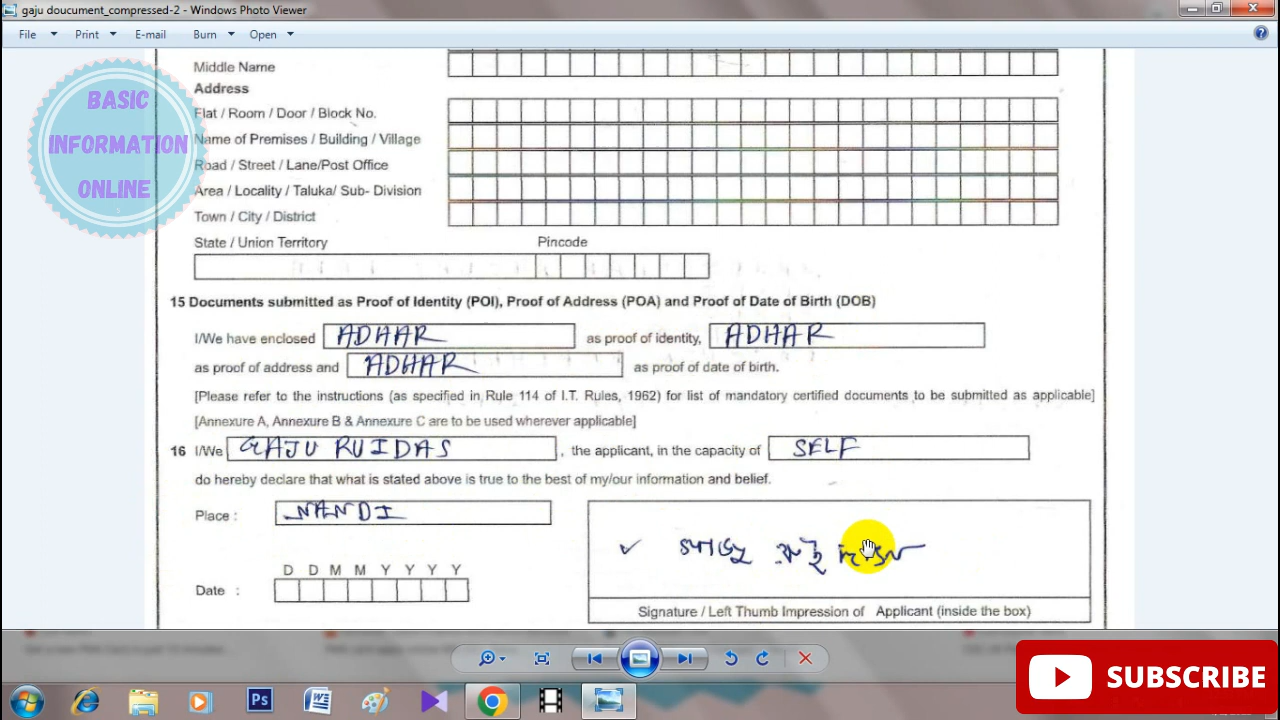 gaju doucument_compressed-2 - Windows Photo Viewer
File Print E-mail Burn Open
BASIC
INFORMATION
ONLINE
Middle Name
Address
Flat / Room / Door / Block No.
Name of Premises / Building / Village
Road / Street / Lane/Post Office
Area / Locality / Taluka/ Sub- Division
Town / City / District
State / Union Territory Pincode
15 Documents submitted as Proof of Identity (POI), Proof of Address (POA) and Proof of Date of Birth (DOB)
I/We have enclosed ADHAR as proof of identity, ADHAR
as proof of address and ADHAR as proof of date of birth.
[Please refer to the instructions (as specified in Rule 114 of I.T. Rules, 1962) for list of mandatory certified documents to be submitted as applicable]
[Annexure A, Annexure B & Annexure C are to be used wherever applicable]
16 I/We GAJU RUIDAS , the applicant, in the capacity of SELF
do hereby declare that what is stated above is true to the best of my/our information and belief.
Place : NANDI
D D M M Y Y Y Y
Date :
Signature / Left Thumb Impression of Applicant (inside the box)
Ps
SUBSCRIBE